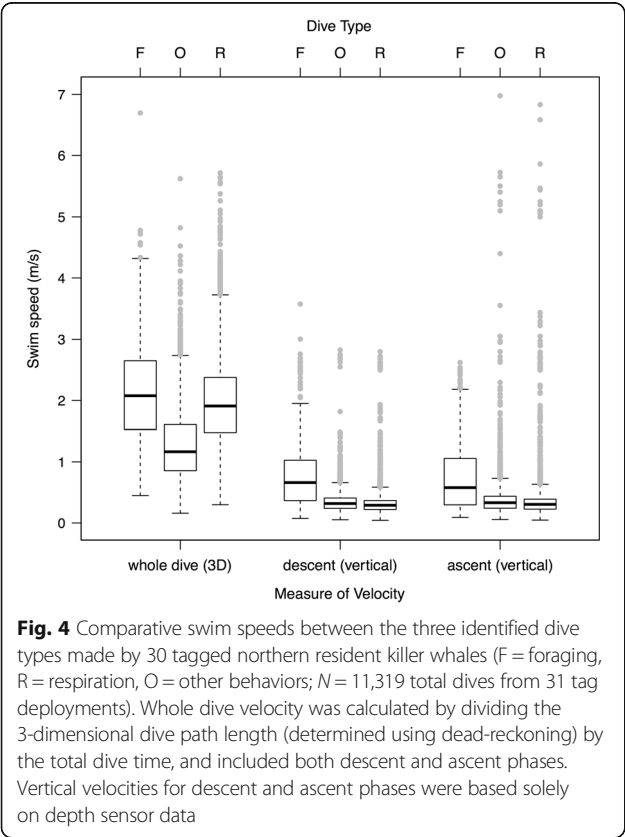 Dive Type
F O R F O R F O R
7
6
5
4
3
2
1
0
Swim speed (m/s)
whole dive (3D) descent (vertical) ascent (vertical)
Measure of Velocity
Fig. 4 Comparative swim speeds between the three identified dive
types made by 30 tagged northern resident killer whales (F = foraging,
R = respiration, O = other behaviors; N = 11,319 total dives from 31 tag
deployments). Whole dive velocity was calculated by dividing the
3-dimensional dive path length (determined using dead-reckoning) by
the total dive time, and included both descent and ascent phases.
Vertical velocities for descent and ascent phases were based solely
on depth sensor data